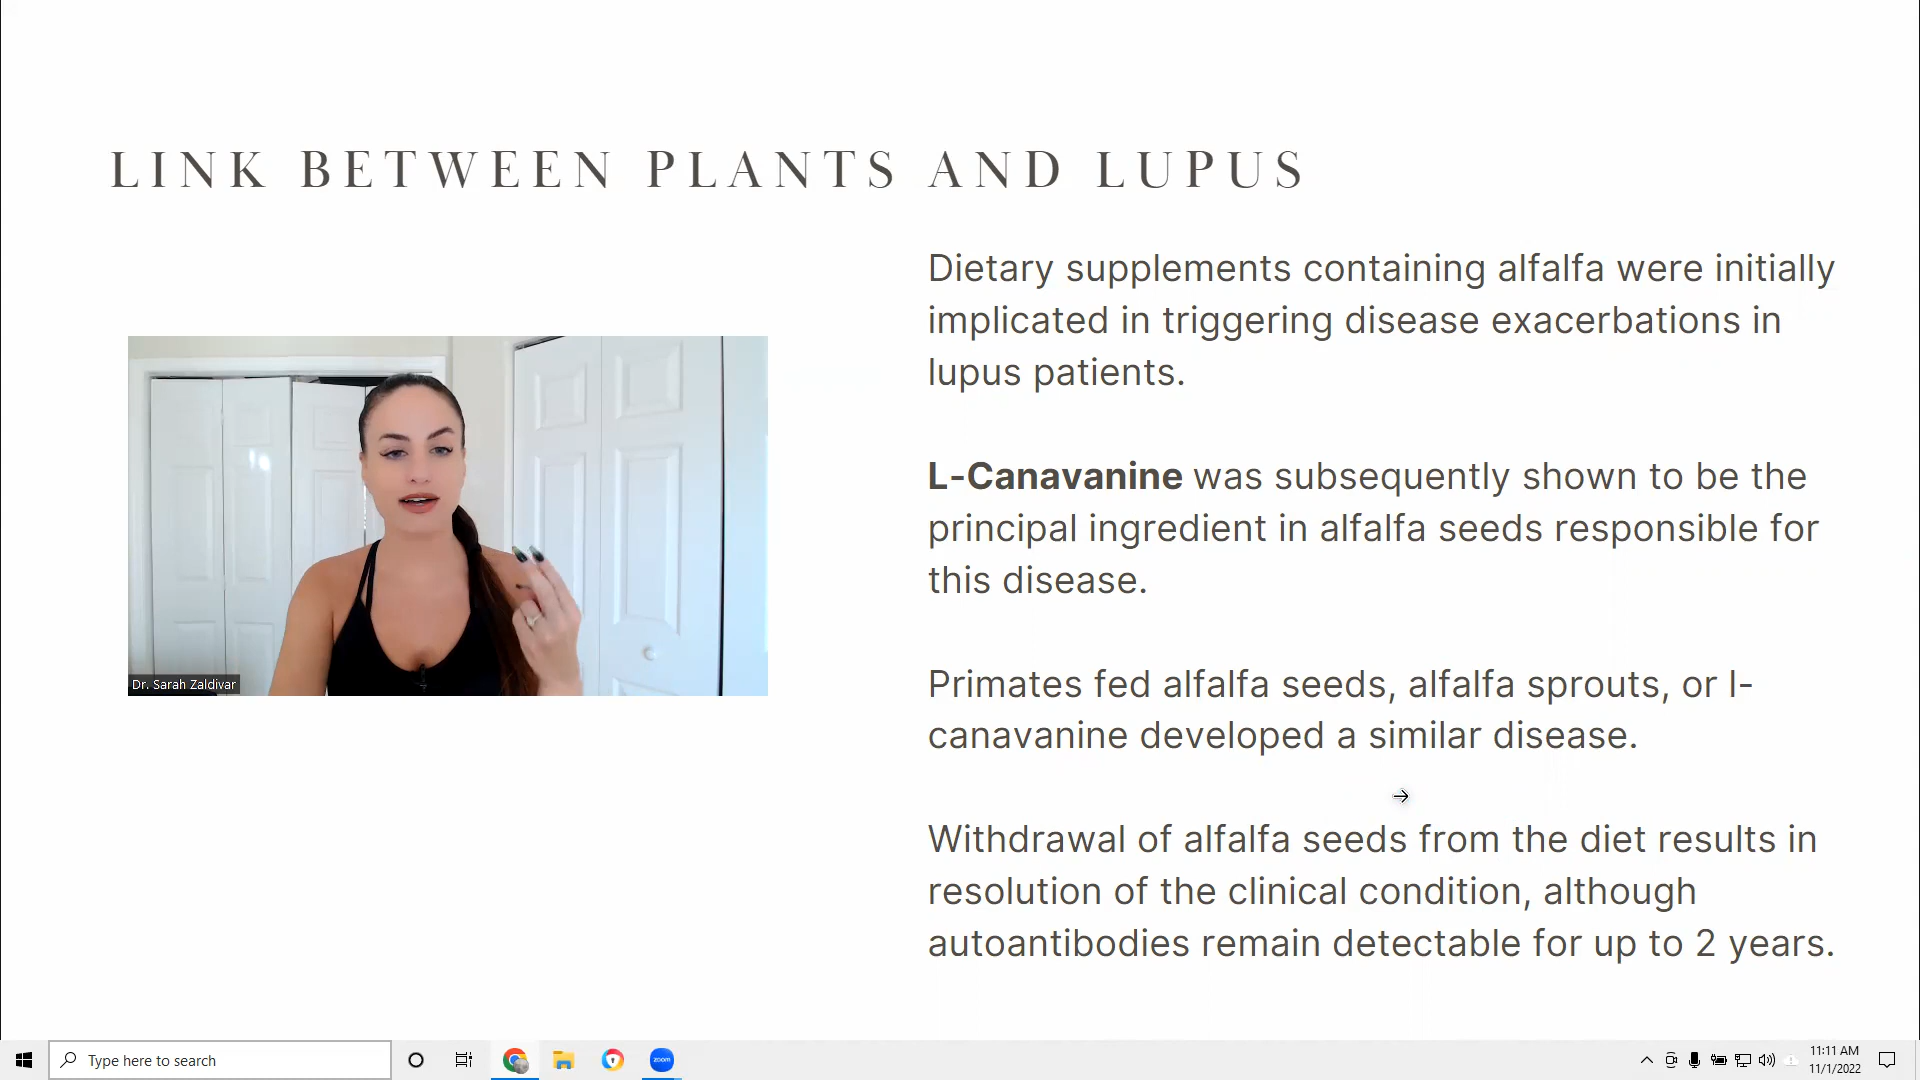 LINK BETWEEN PLANTS AND LUPUS
Dietary supplements containing alfalfa were initially
implicated in triggering disease exacerbations in
lupus patients.
L-Canavanine was subsequently shown to be the
principal ingredient in alfalfa seeds responsible for
this disease.
Primates fed alfalfa seeds, alfalfa sprouts, or l-
canavanine developed a similar disease.
Withdrawal of alfalfa seeds from the diet results in
resolution of the clinical condition, although
autoantibodies remain detectable for up to 2 years.
Dr. Sarah Zaldivar
Type here to search
zoom
11:11 AM
11/1/2022